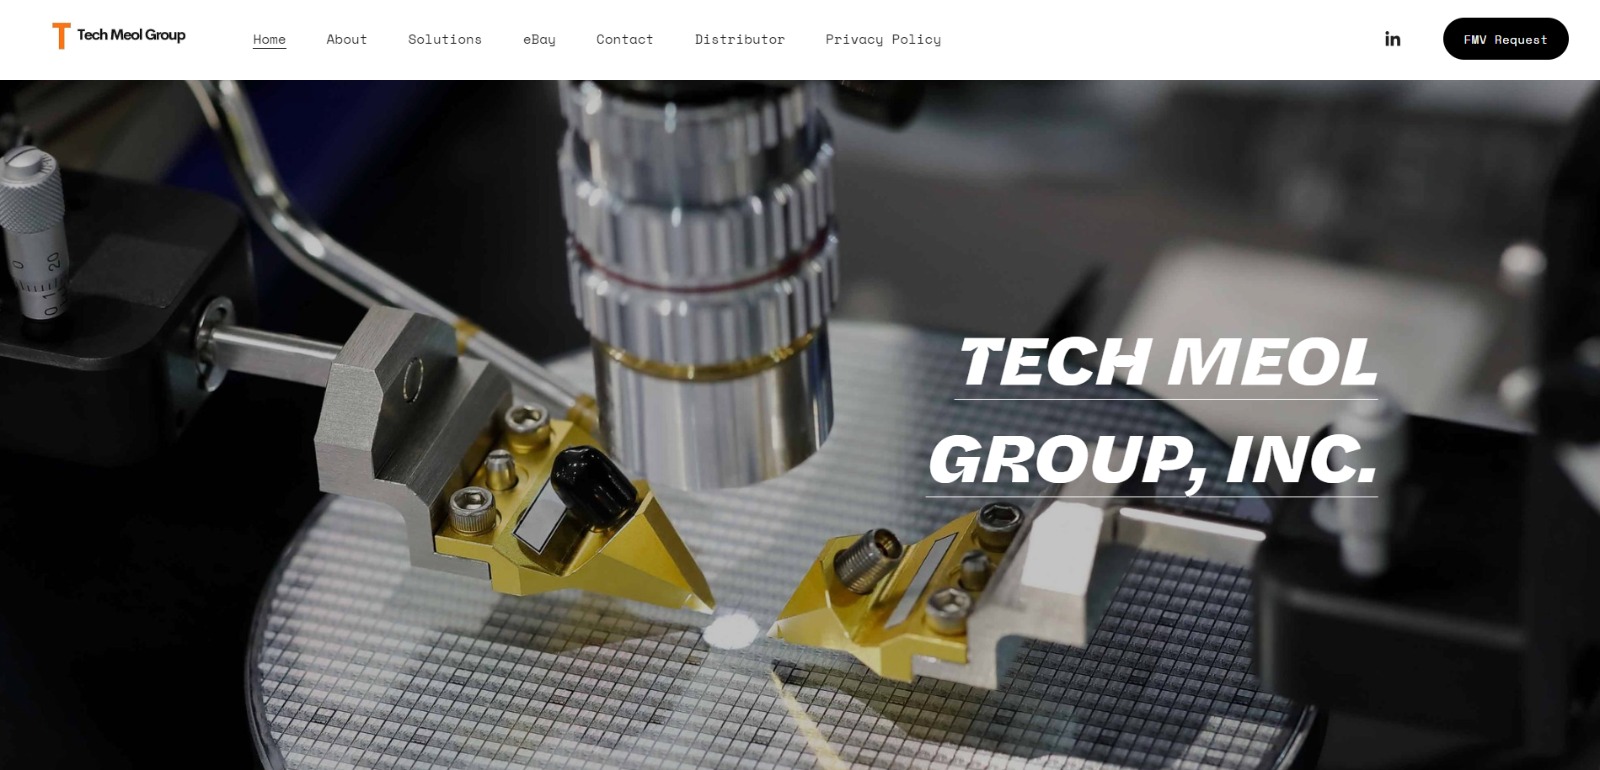 Tech Meol Group
Home About Solutions eBay Contact Distributor Privacy Policy
in
FMV Request
0 20
0 1
TECH MEOL
GROUP, INC.